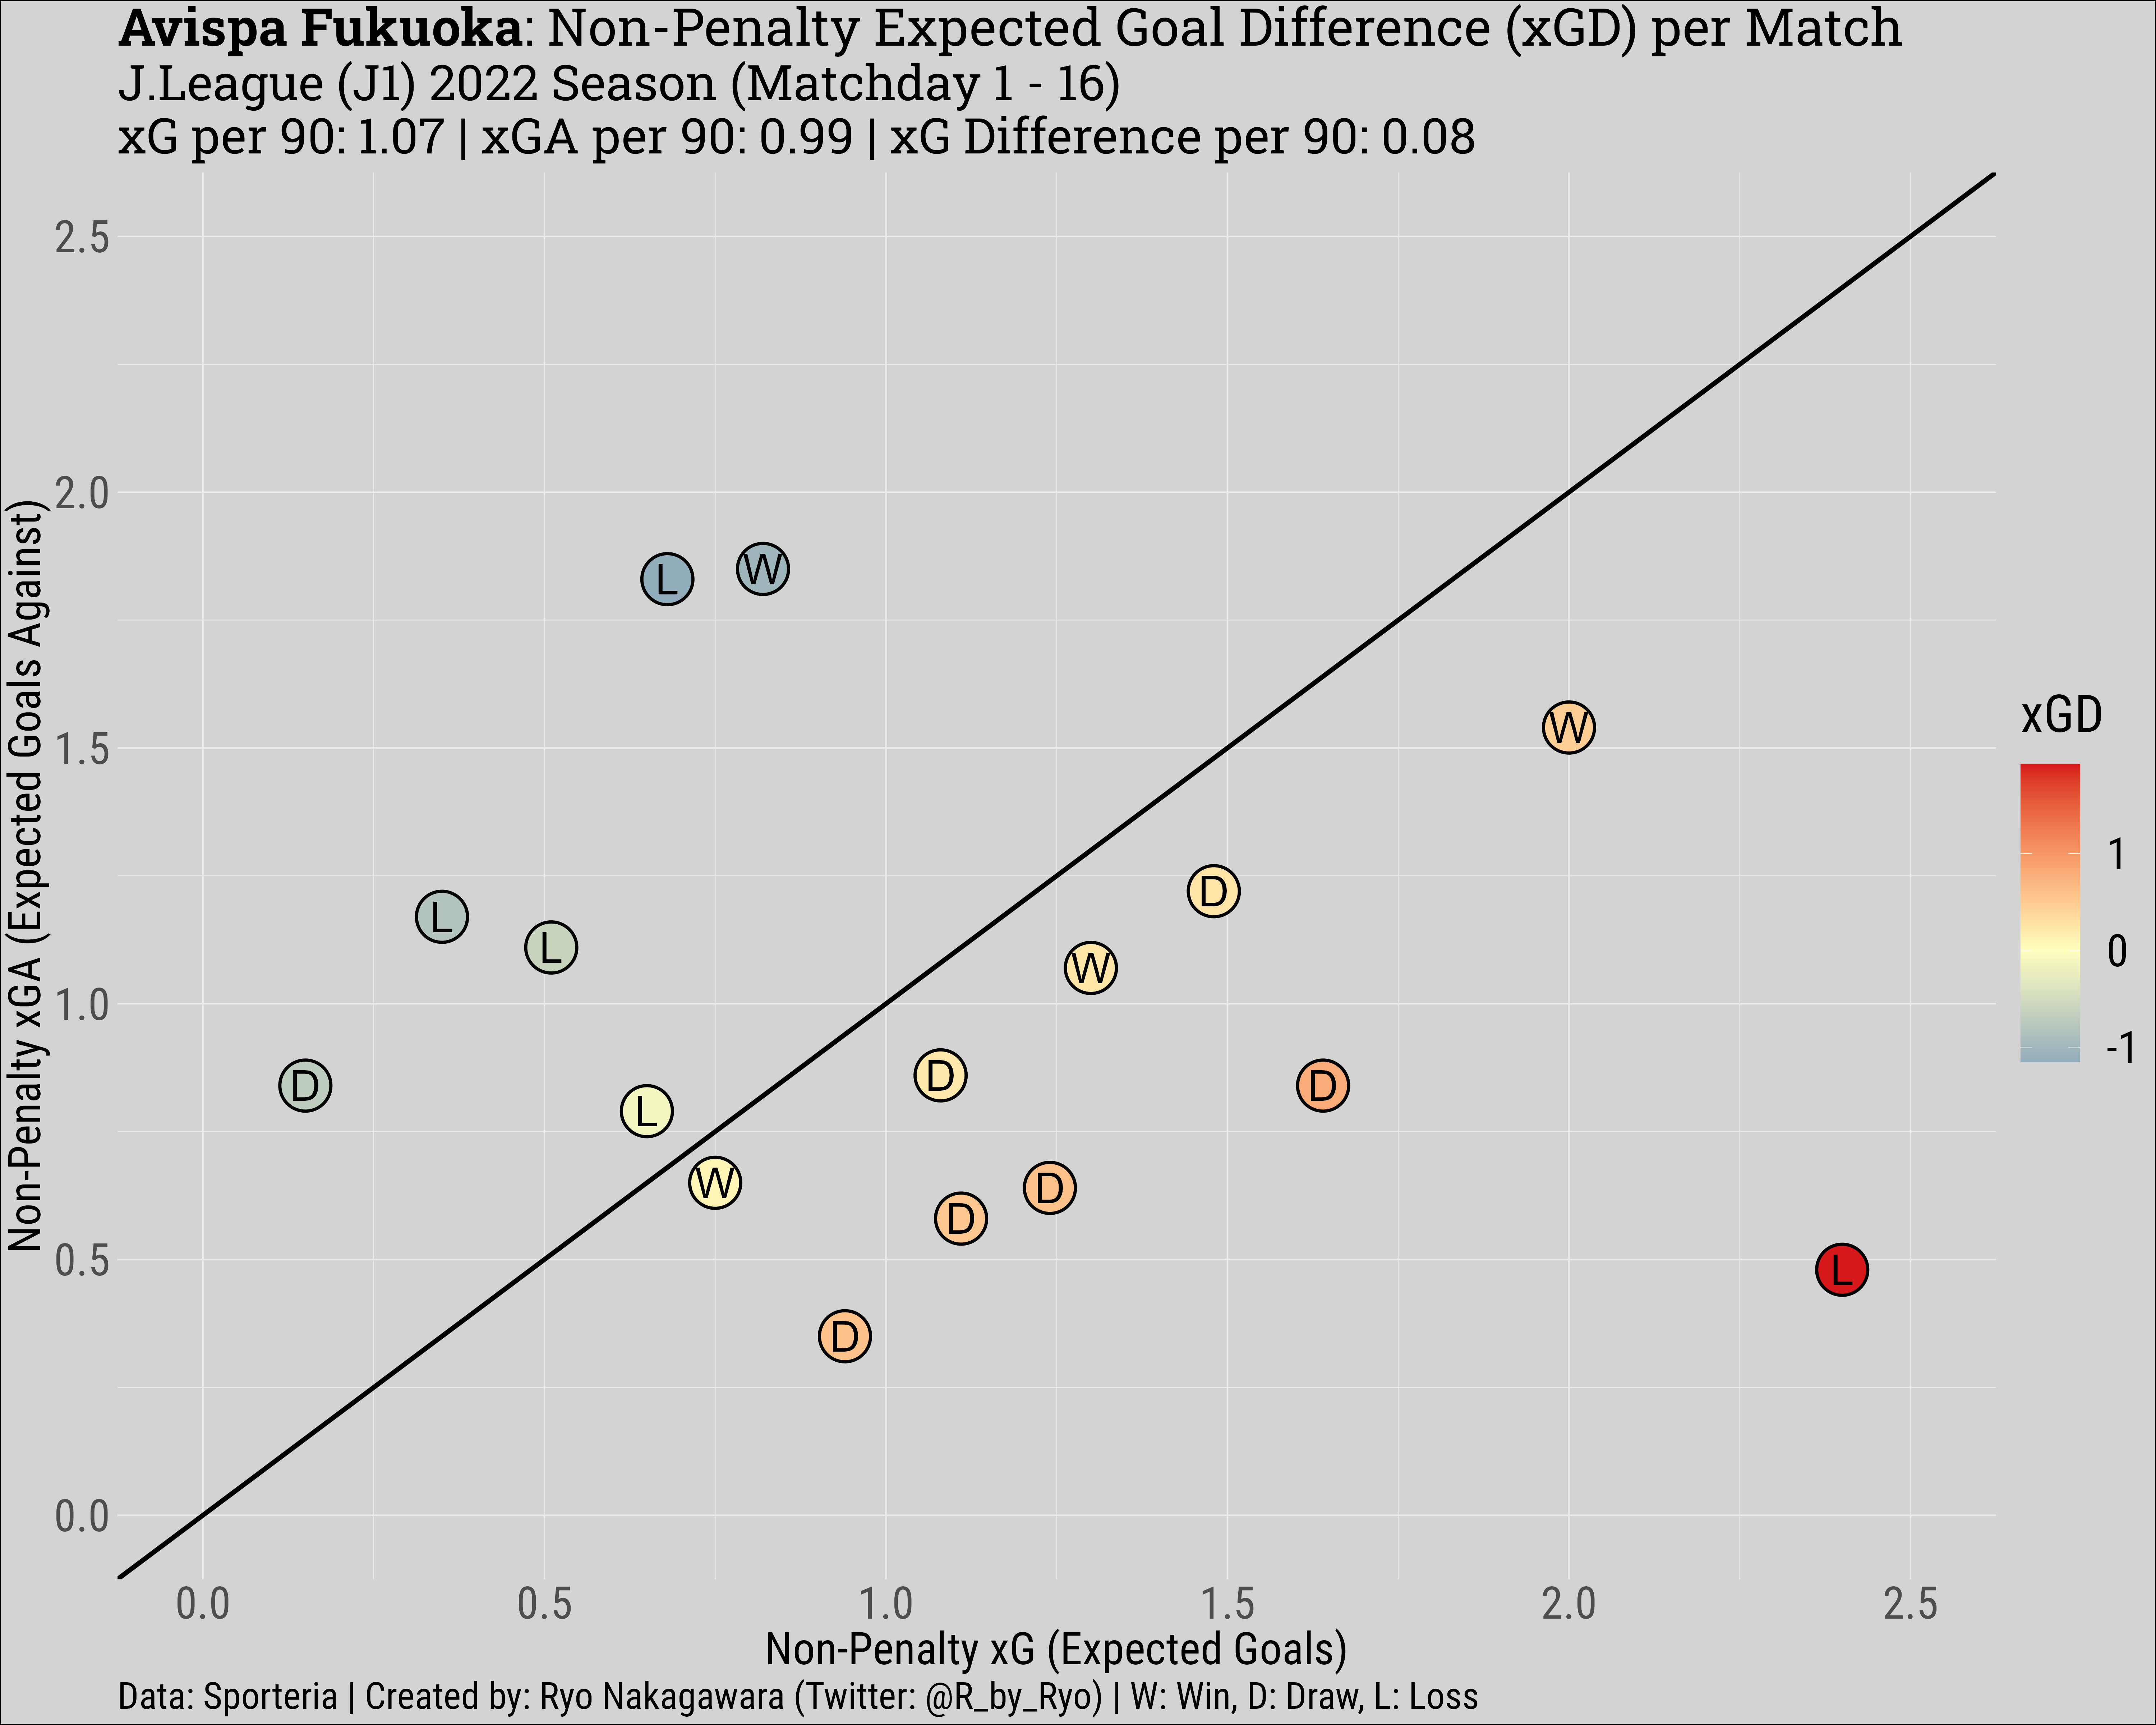 Avispa Fukuoka: Non-Penalty Expected Goal Difference (xGD) per Match
J.League (J1) 2022 Season (Matchday 1 - 16)
xG per 90: 1.07 | xGA per 90: 0.99 | xG Difference per 90: 0.08
Non-Penalty xGA (Expected Goals Against)
2.5
2.0
1.5
1.0
0.5
0.0
L
W
W
D
L
L
W
D
D
D
L
W
D
D
L
D
xGD
1
0
-1
0.0
0.5
1.0
1.5
2.0
2.5
Non-Penalty xG (Expected Goals)
Data: Sporteria | Created by: Ryo Nakagawara (Twitter: @R_by_Ryo) | W: Win, D: Draw, L: Loss